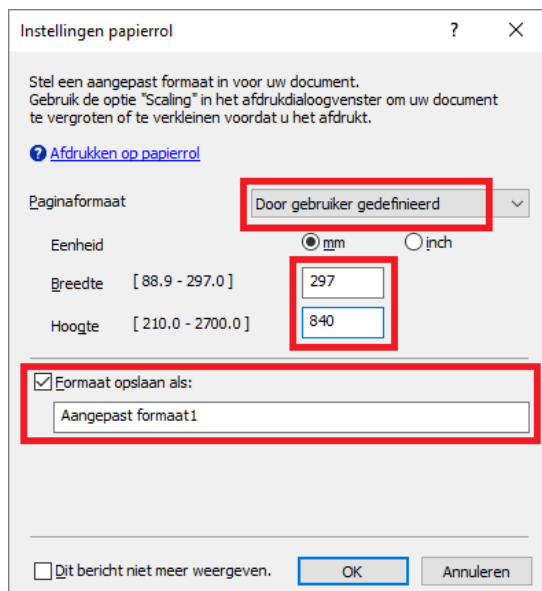 Instellingen papierrol ?
Stel een aangepast formaat in voor uw document.
Gebruik de optie "Scaling" in het afdrukdialoogvenster om uw document
te vergroten of te verkleinen voordat u het afdrukt.
? Afdrukken op papierrol
Paginaformaat Door gebruiker gedefinieerd
Eenheid mm inch
Breedte [ 88.9 - 297.0 ] 297
Hoogte [ 210.0 - 2700.0 ] 840
Formaat opslaan als:
Aangepast formaat1
Dit bericht niet meer weergeven. OK Annuleren